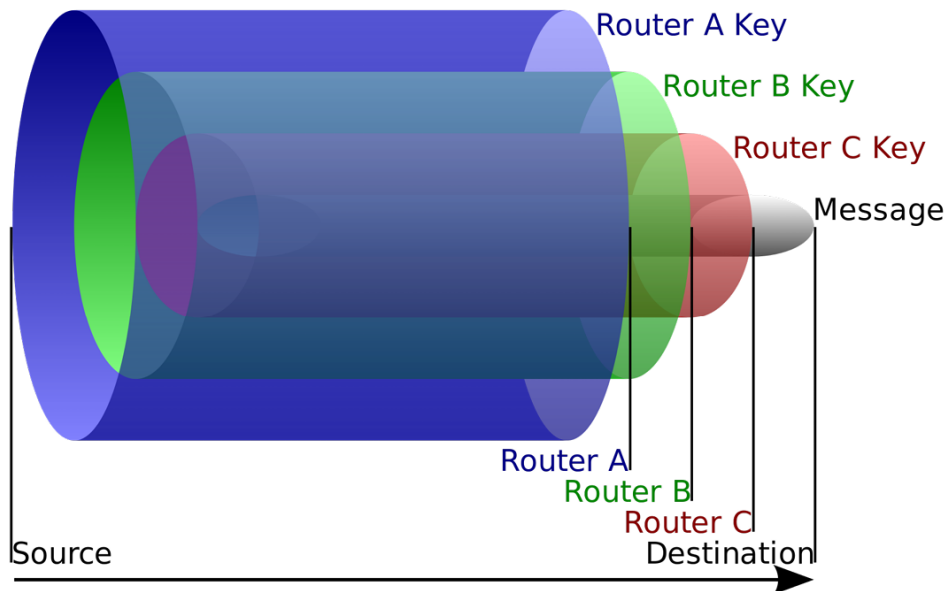 Router A Key
Router B Key
Router C Key
Message
Router A
Router B
Router C
Source
Destination